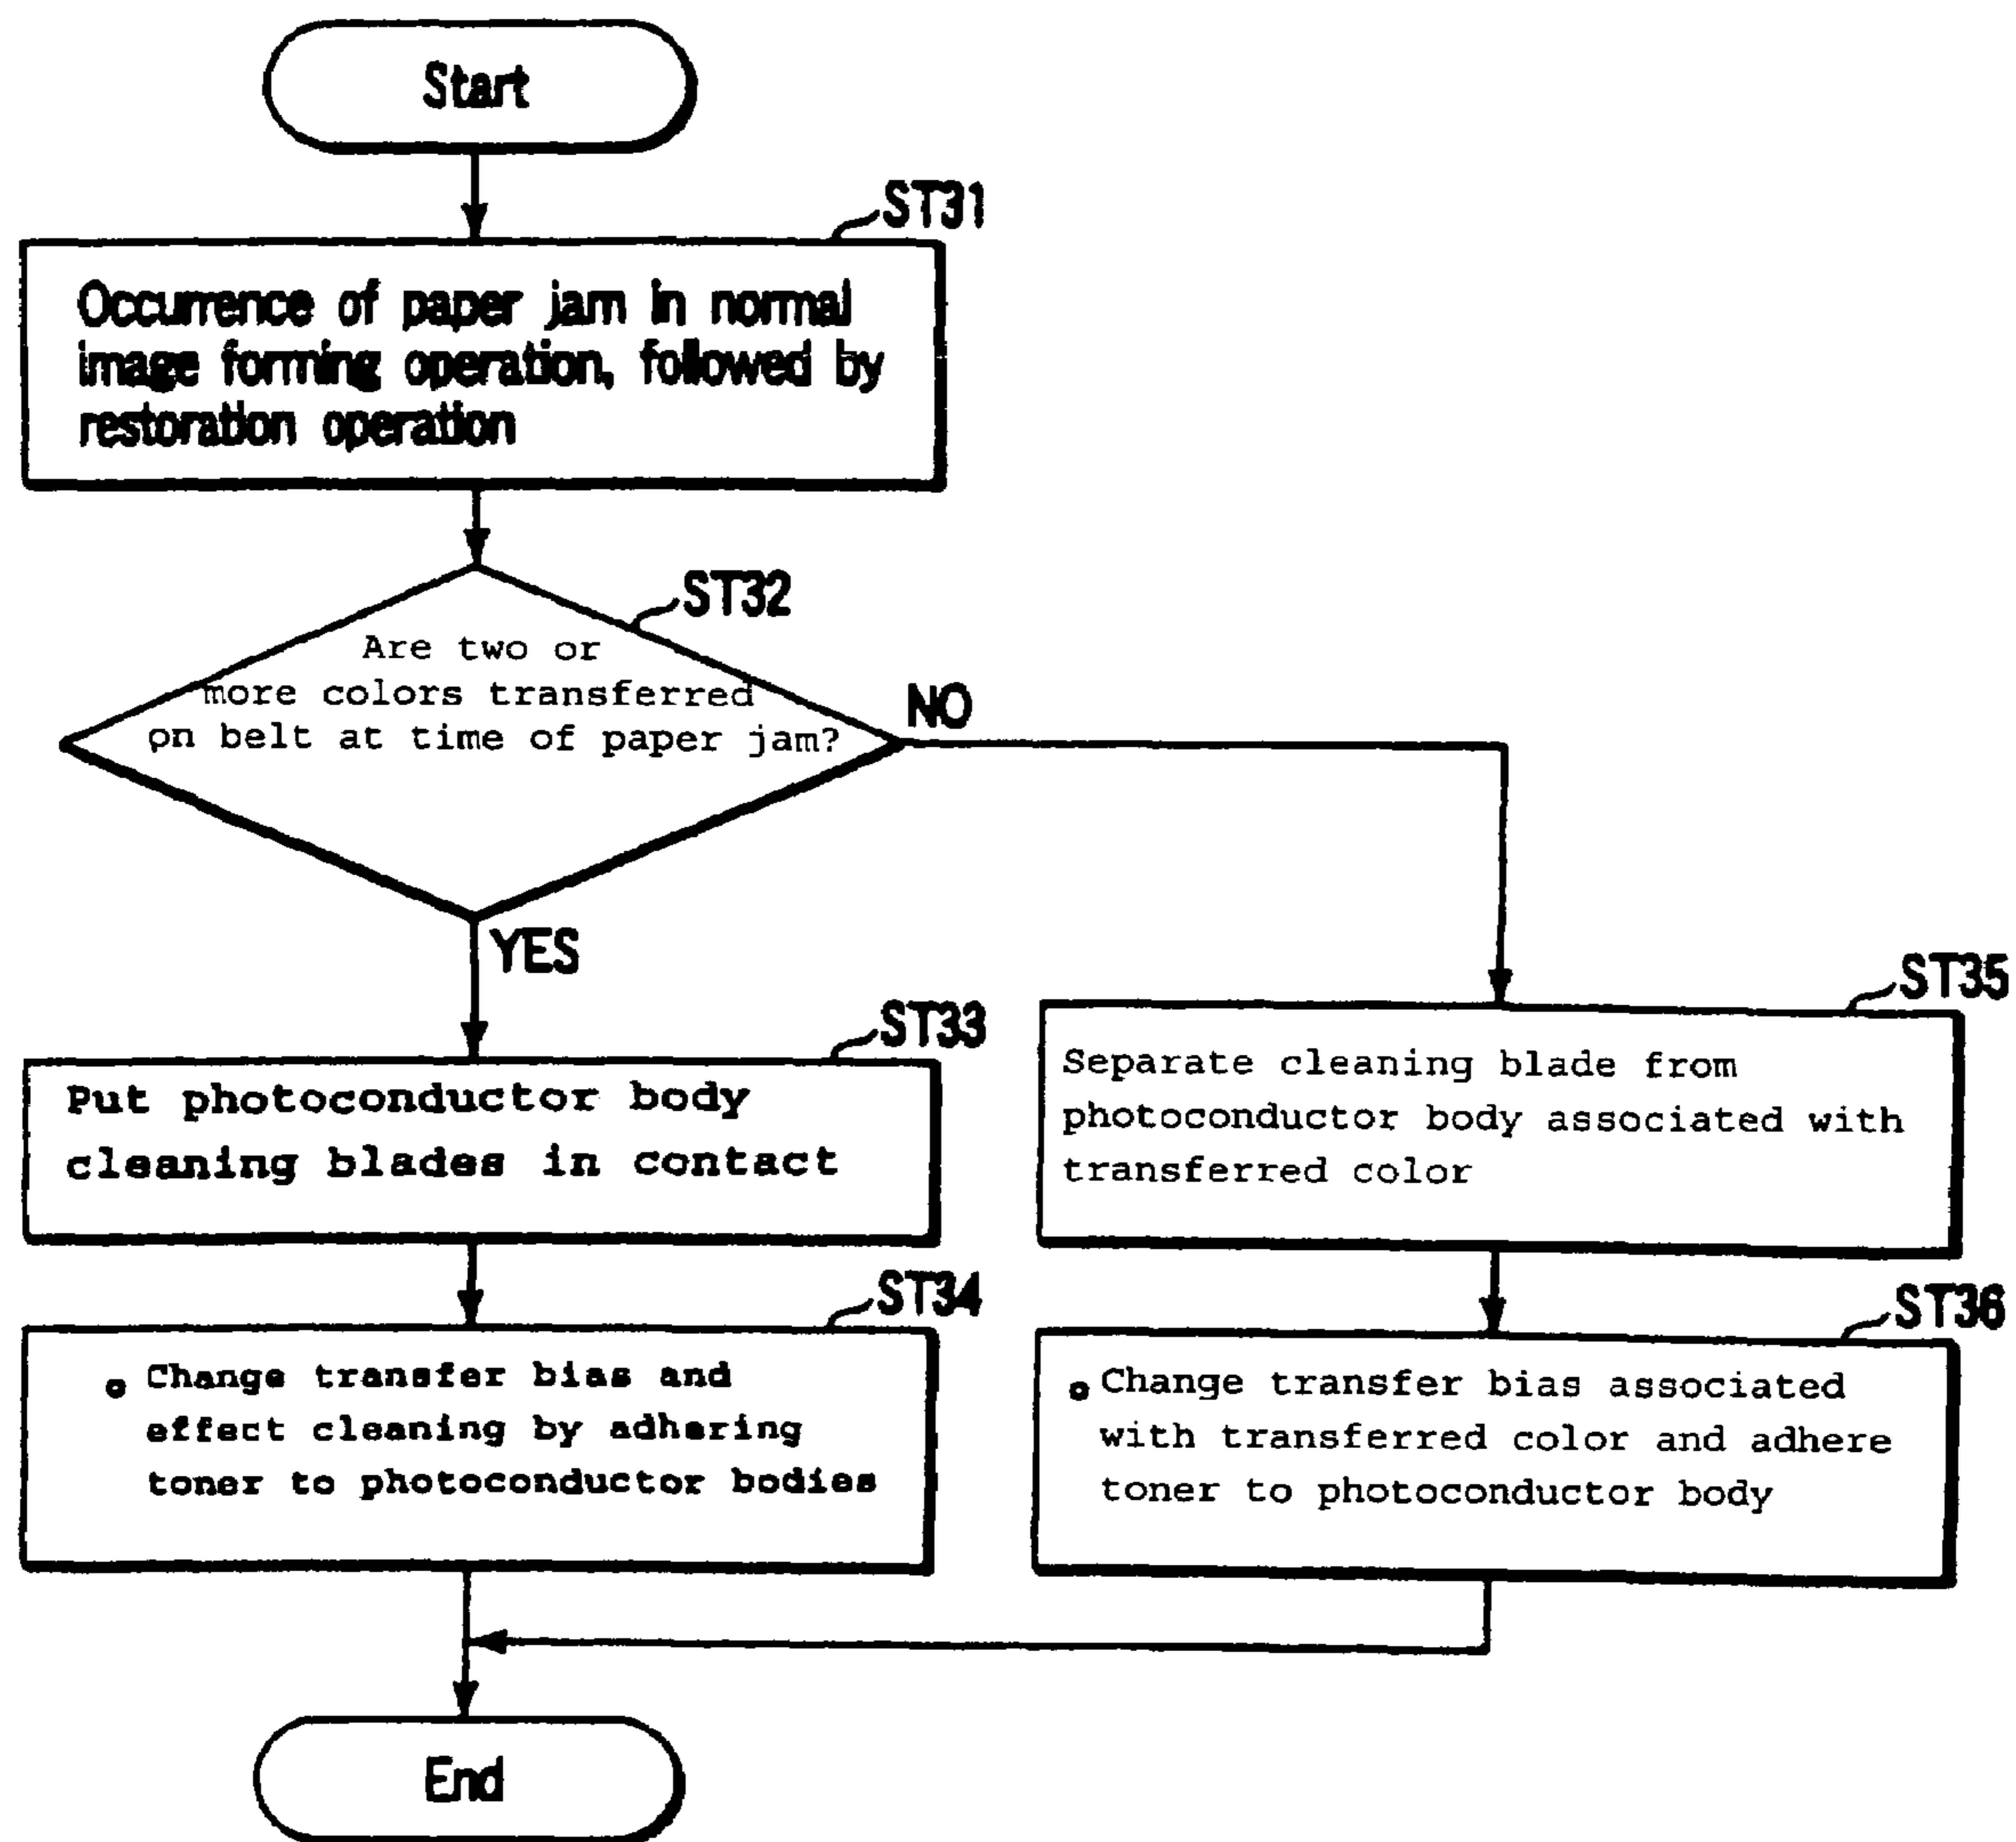 Start
ST31
Occurrence of paper jam in normal
image forming operation, followed by
restoration operation
ST32
Are two or
more colors transferred
on belt at time of paper jam?
NO
YES
ST33
Put photoconductor body
cleaning blades in contact
ST34
Change transfer bias and
effect cleaning by adhering
toner to photoconductor bodies
ST35
Separate cleaning blade from
photoconductor body associated with
transferred color
ST36
Change transfer bias associated
with transferred color and adhere
toner to photoconductor body
End